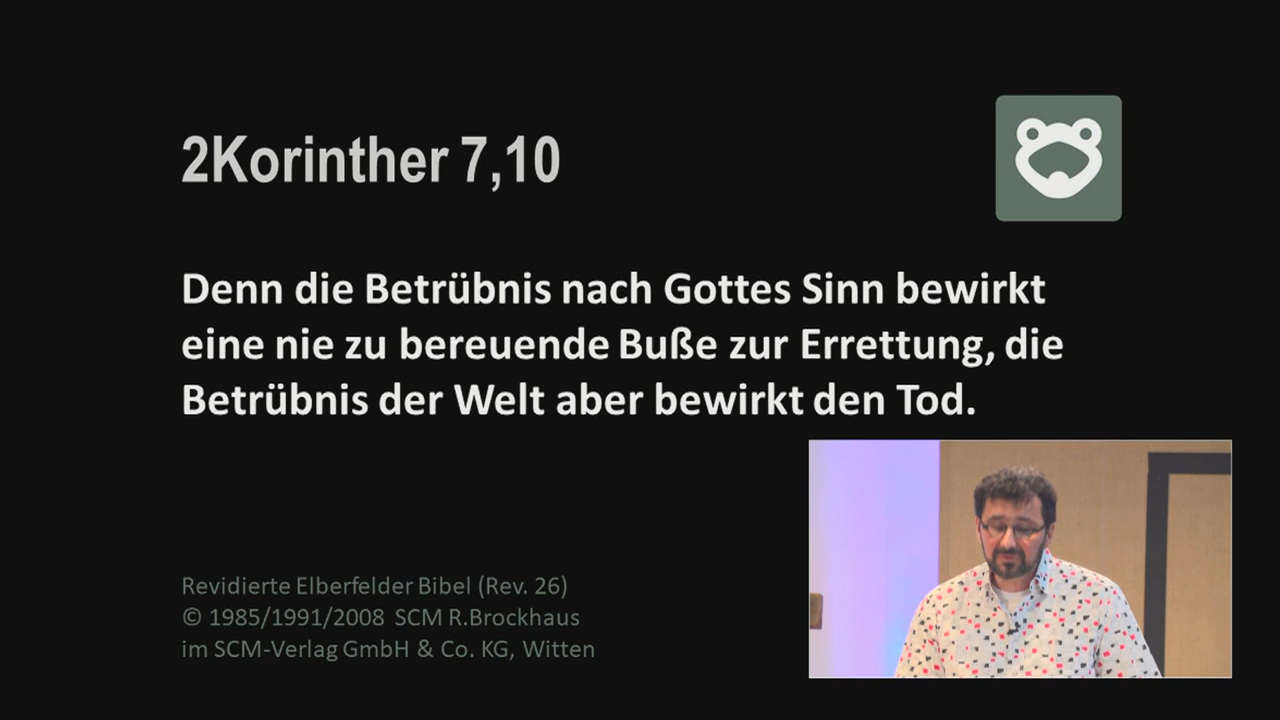 2Korinther 7,10
Denn die Betrübnis nach Gottes Sinn bewirkt
eine nie zu bereuende Buße zur Errettung, die
Betrübnis der Welt aber bewirkt den Tod.
Revidierte Elberfelder Bibel (Rev. 26)
© 1985/1991/2008 SCM R.Brockhaus
im SCM-Verlag GmbH & Co. KG, Witten